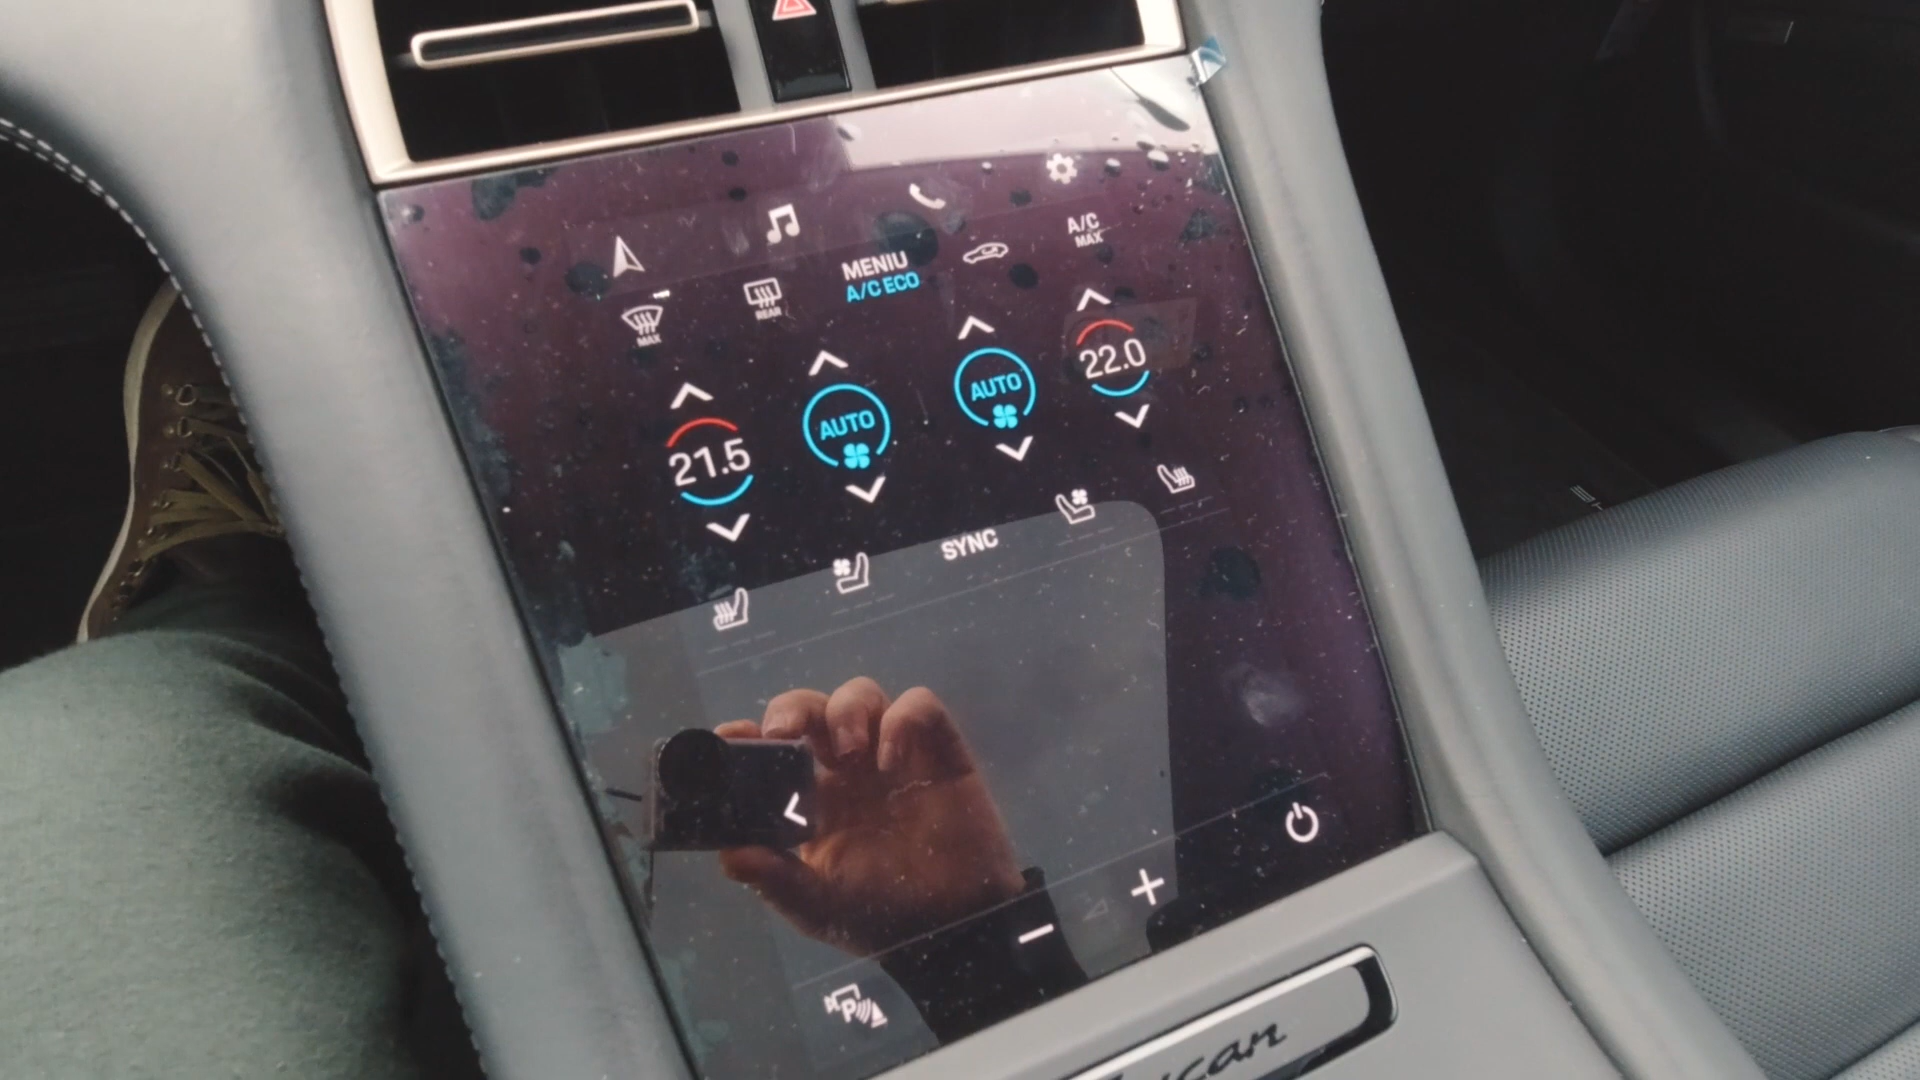 A/C
MAX
MENIU
A/C ECO
REAR
MAX
22.0
AUTO
AUTO
21.5
SYNC
P